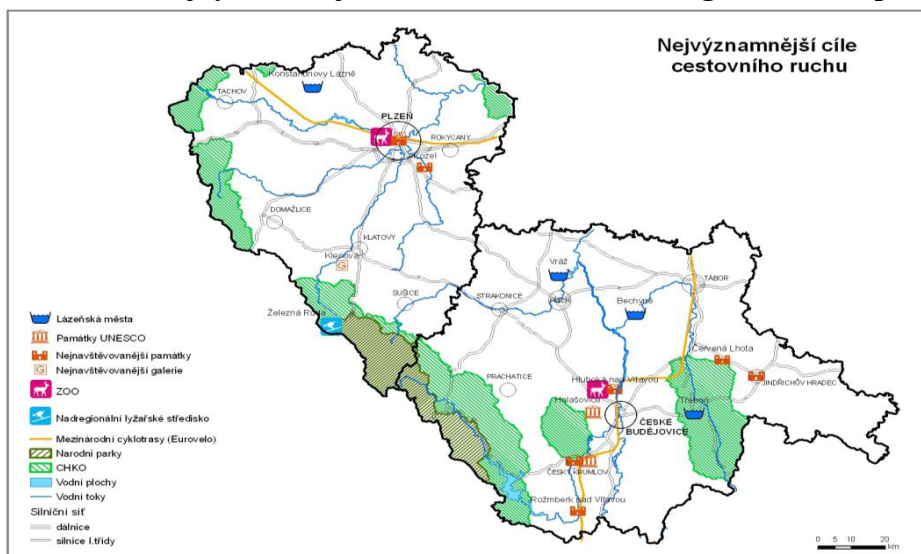 Nejvýznamnější cíle
cestovního ruchu
Konstantinovy Lázně
TACHOV
PLZEŇ
ROKYCANY
Kozel
DOMAŽLICE
KLATOVY
Klenová
G
SUŠICE
Železná Ruda
STRAKONICE
Vráž
PÍSEK
Bechyně
TÁBOR
PRACHATICE
Červená Lhota
JINDŘICHŮV HRADEC
Hluboká nad Vltavou
Holašovice
Třeboň
ČESKÉ
BUDĚJOVICE
ČESKÝ KRUMLOV
Rožmberk nad Vltavou
Lázeňská města
Památky UNESCO
Nejnavštěvovanější památky
G Nejnavštěvovanější galerie
ZOO
Nadregionální lyžařské středisko
Mezinárodní cyklotrasy (Eurovelo)
Narodní parky
CHKO
Vodní plochy
Vodní toky
Silniční síť
dálnice
silnice I.třídy
0 5 10 20
km